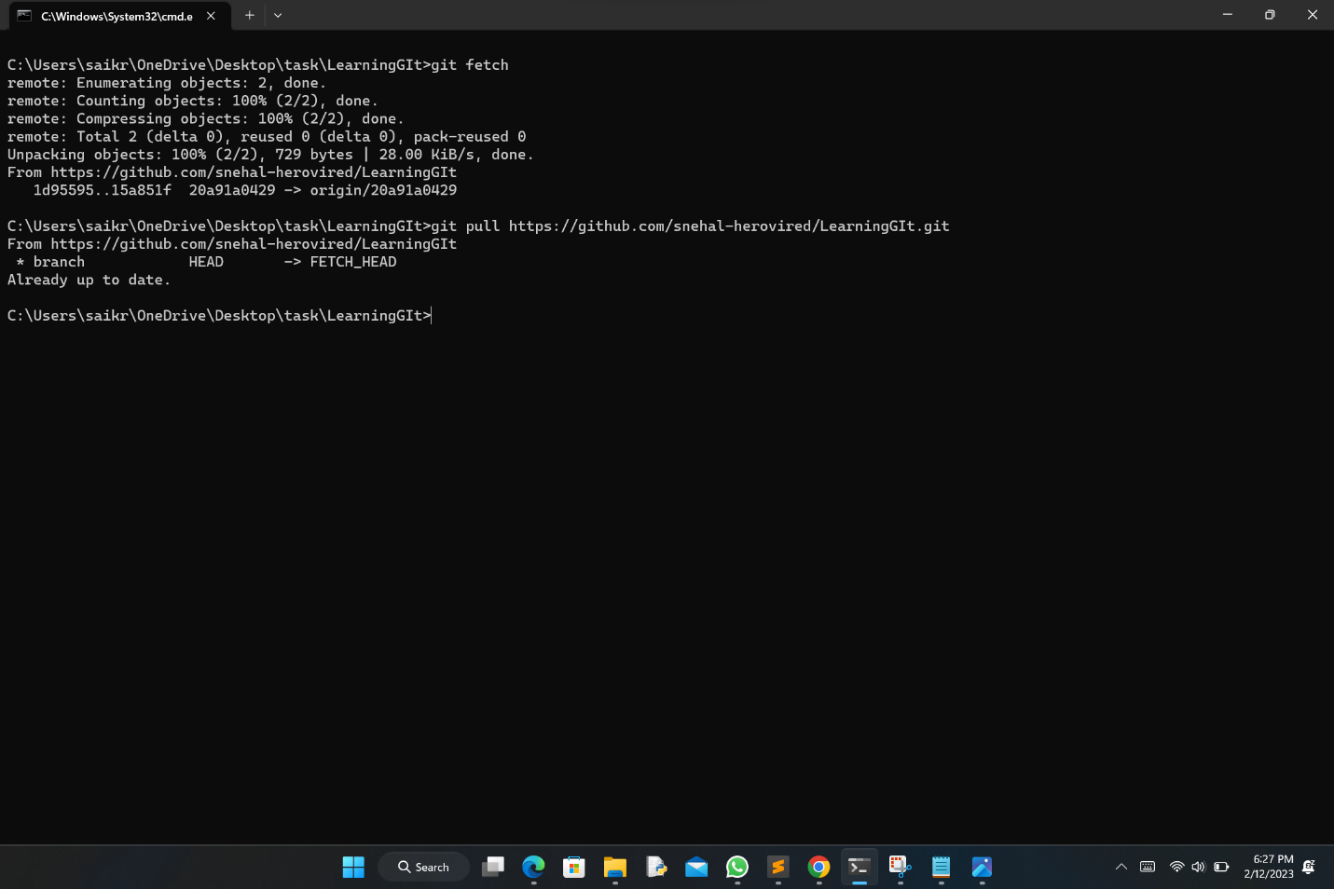 C:\Windows\System32\cmd.e
C:\Users\saikr\OneDrive\Desktop\task\LearningGIt>git fetch
remote: Enumerating objects: 2, done.
remote: Counting objects: 100% (2/2), done.
remote: Compressing objects: 100% (2/2), done.
remote: Total 2 (delta 0), reused 0 (delta 0), pack-reused 0
Unpacking objects: 100% (2/2), 729 bytes | 28.00 KiB/s, done.
From https://github.com/snehal-herovired/LearningGIt
   1d95595..15a851f  20a91a0429 -> origin/20a91a0429
C:\Users\saikr\OneDrive\Desktop\task\LearningGIt>git pull https://github.com/snehal-herovired/LearningGIt.git
From https://github.com/snehal-herovired/LearningGIt
 * branch            HEAD       -> FETCH_HEAD
Already up to date.
C:\Users\saikr\OneDrive\Desktop\task\LearningGIt>
Search
6:27 PM
2/12/2023